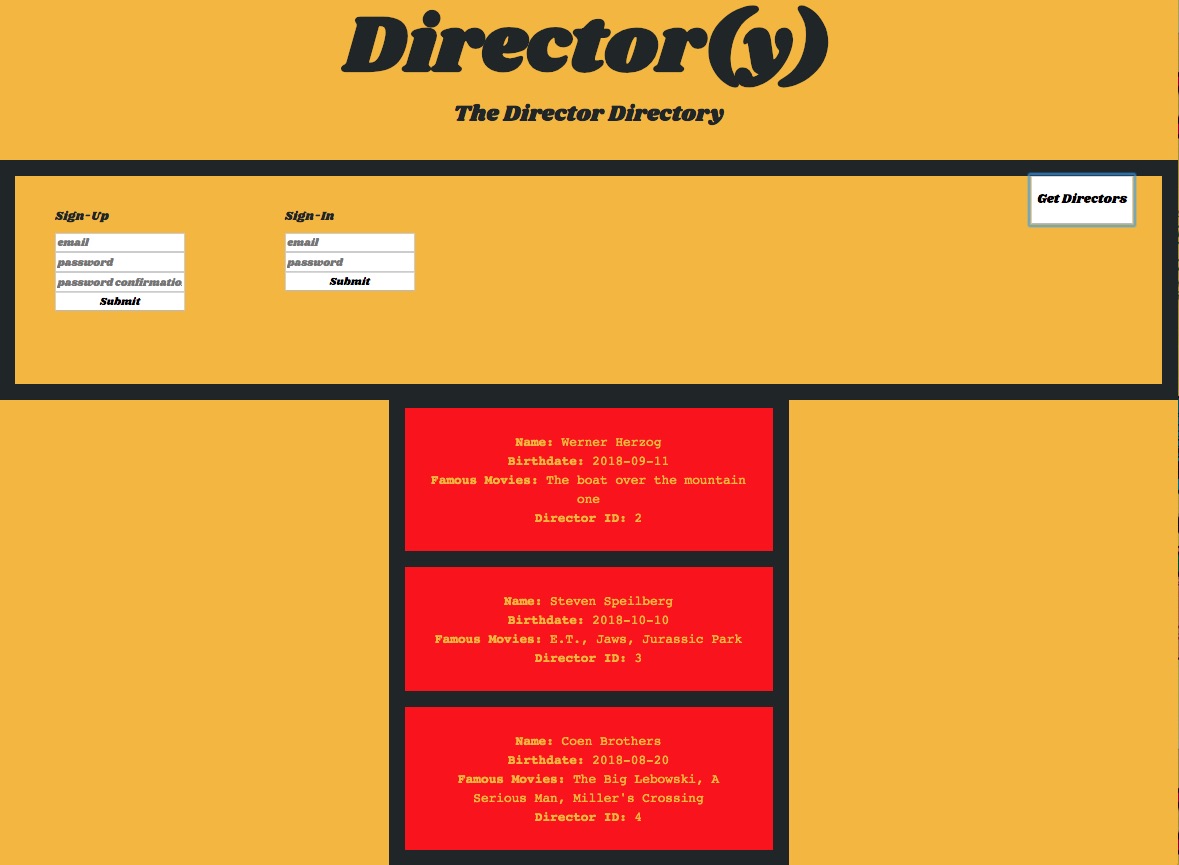 Director(y)
The Director Directory
Get Directors
Sign-Up
email
password
password confirmatio
Submit
Sign-In
email
password
Submit
Name: Werner Herzog
Birthdate: 2018-09-11
Famous Movies: The boat over the mountain
one
Director ID: 2
Name: Steven Speilberg
Birthdate: 2018-10-10
Famous Movies: E.T., Jaws, Jurassic Park
Director ID: 3
Name: Coen Brothers
Birthdate: 2018-08-20
Famous Movies: The Big Lebowski, A
Serious Man, Miller's Crossing
Director ID: 4